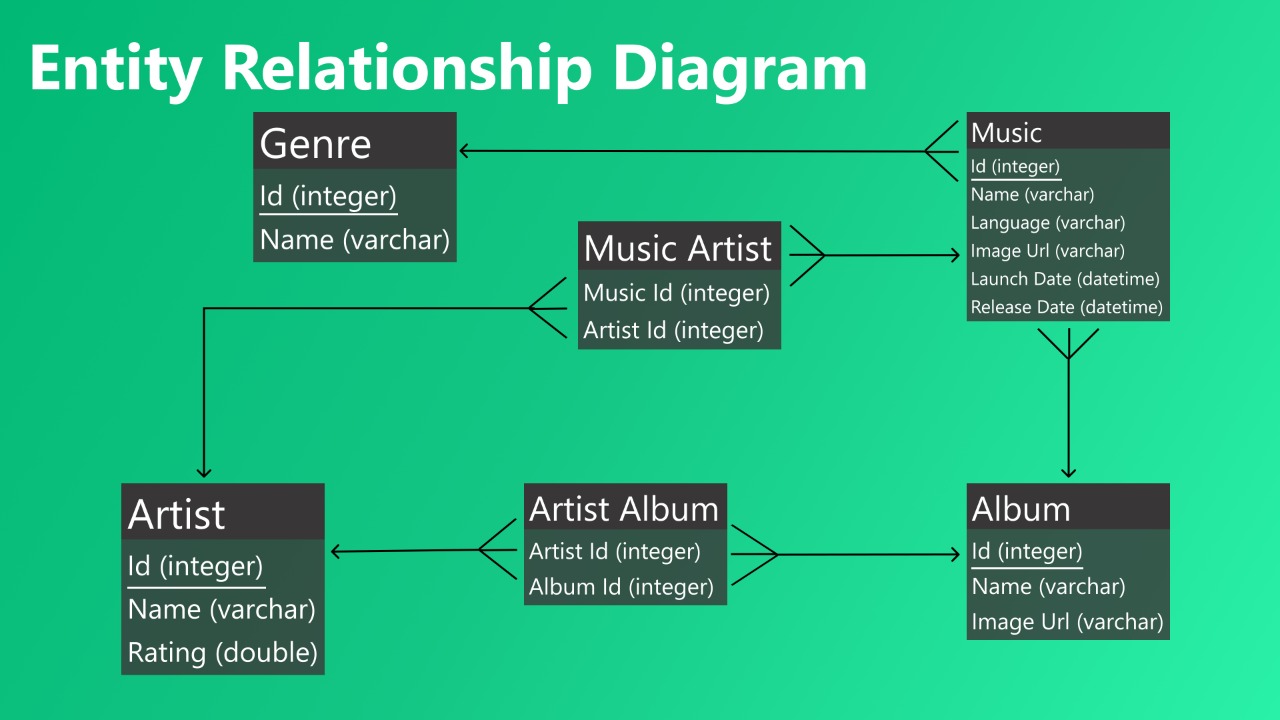 Entity Relationship Diagram
Genre
Id (integer)
Name (varchar)
Music
Id (integer)
Name (varchar)
Language (varchar)
Image Url (varchar)
Launch Date (datetime)
Release Date (datetime)
Music Artist
Music Id (integer)
Artist Id (integer)
Artist
Id (integer)
Name (varchar)
Rating (double)
Artist Album
Artist Id (integer)
Album Id (integer)
Album
Id (integer)
Name (varchar)
Image Url (varchar)